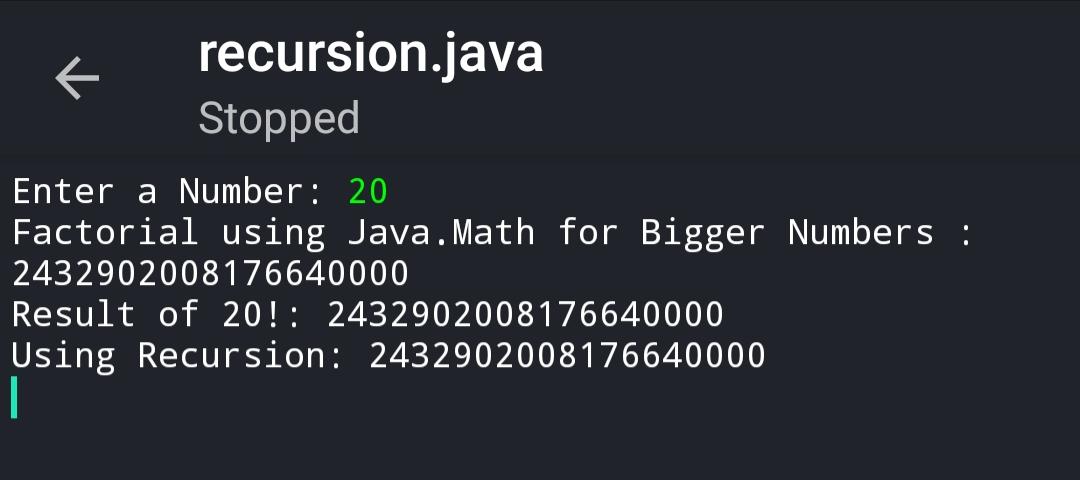 recursion.java
Stopped
Enter a Number: 20
Factorial using Java.Math for Bigger Numbers :
2432902008176640000
Result of 20!: 2432902008176640000
Using Recursion: 2432902008176640000